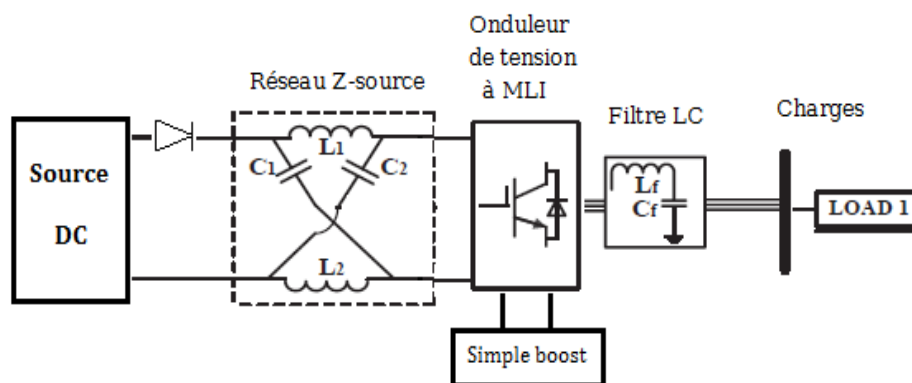 Onduleur
de tension
à MLI
Réseau Z-source
Filtre LC
Charges
Source
DC
L1
C1
C2
L2
Lf
Cf
LOAD 1
Simple boost